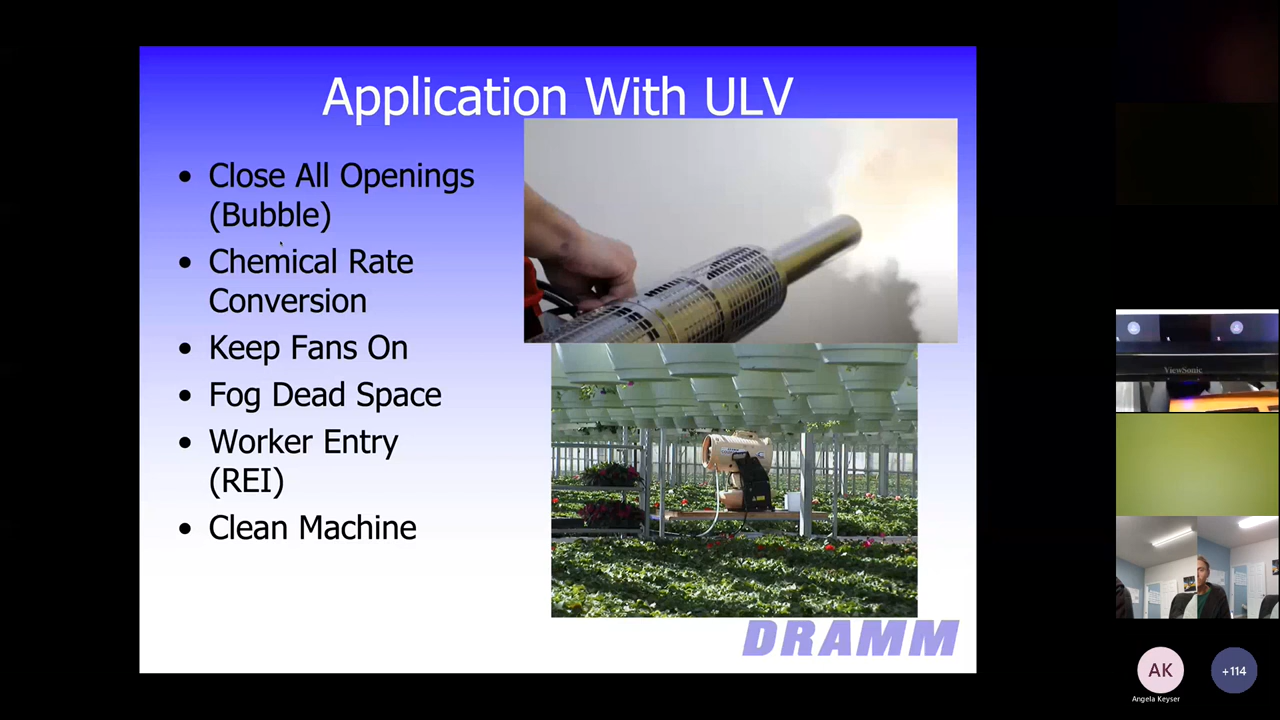 Application With ULV
• Close All Openings
(Bubble)
• Chemical Rate
Conversion
• Keep Fans On
• Fog Dead Space
• Worker Entry
(REI)
• Clean Machine
DRAMM
ViewSonic
AK
+114
Angela Keyser